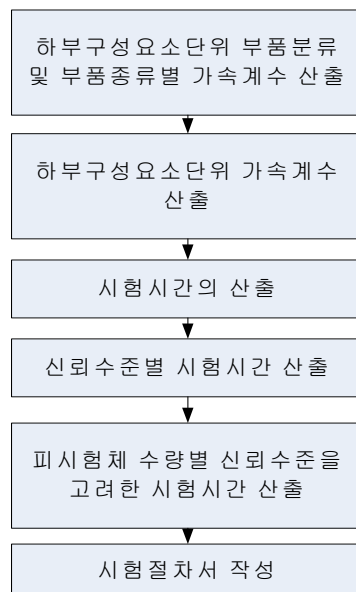 하부구성요소단위 부품분류
및 부품종류별 가속계수 산출
하부구성요소단위 가속계수
산출
시험시간의 산출
신뢰수준별 시험시간 산출
피시험체 수량별 신뢰수준을
고려한 시험시간 산출
시험절차서 작성